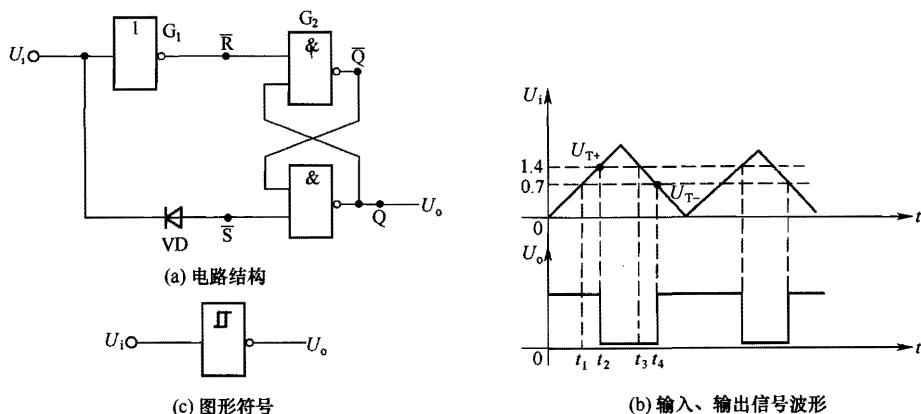 1
G₁
G₂
&
U_i
R̅
Q̅
&
VD
S̅
Q
U_o
(a) 电路结构
U_i
U_o
(c) 图形符号
U_i
U_T+
1.4
0.7
U_T−
0
t
U_o
0
t₁
t₂
t₃
t₄
t
(b) 输入、输出信号波形